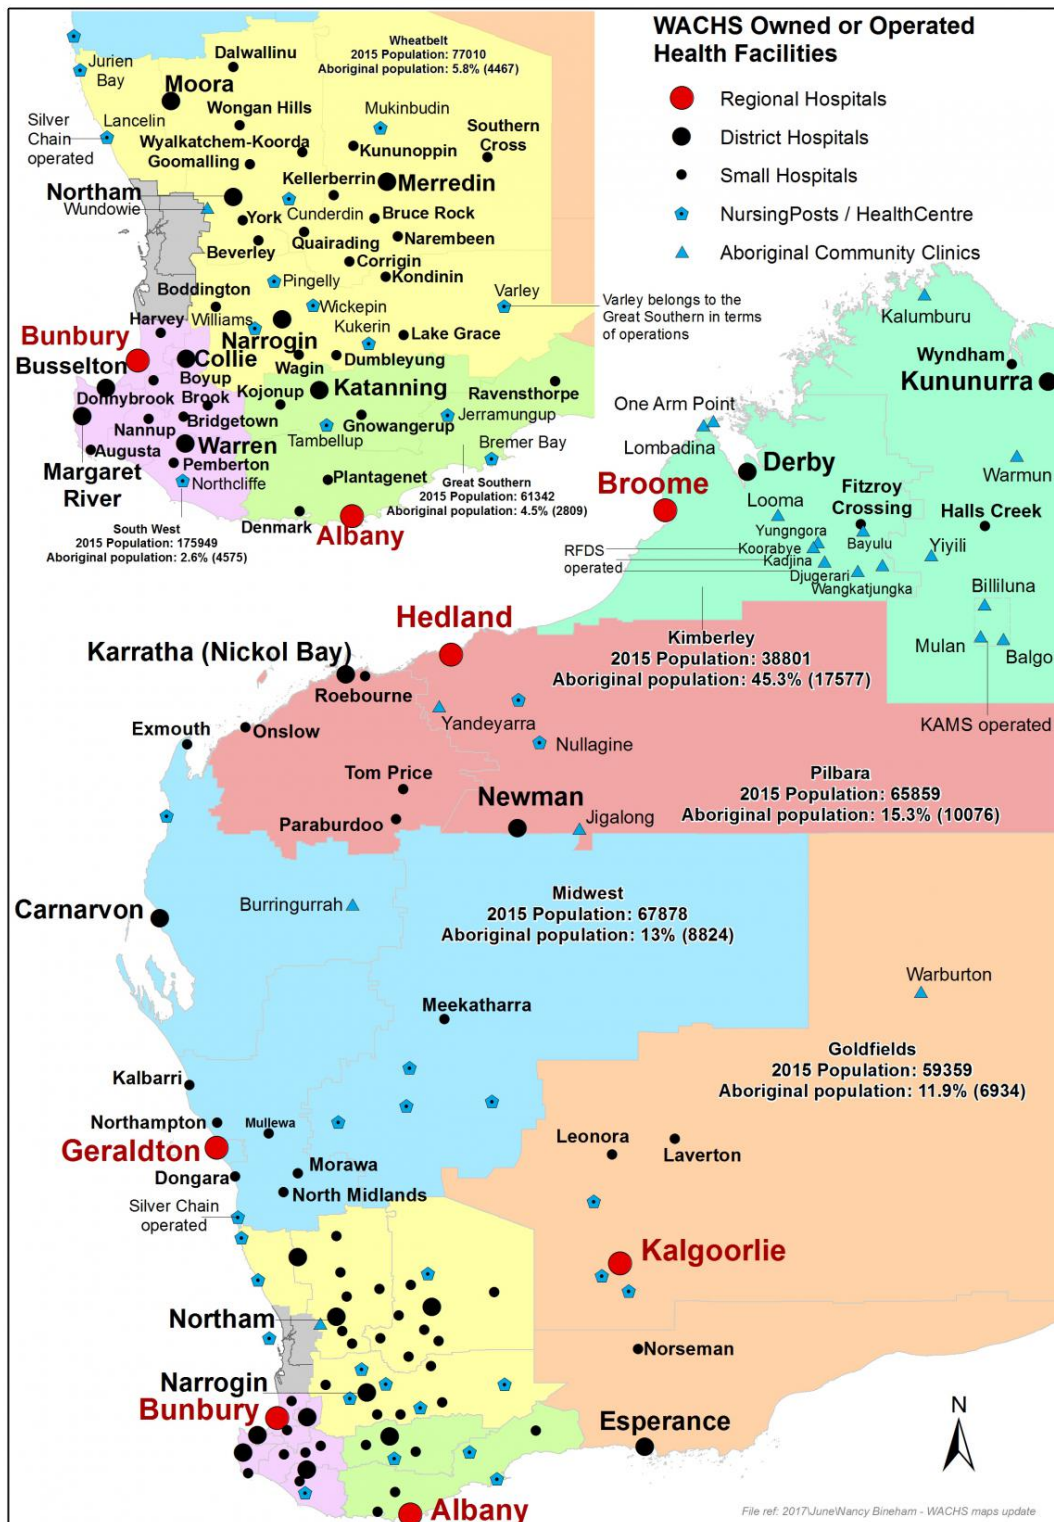 WACHS Owned or Operated
Health Facilities
Regional Hospitals
District Hospitals
Small Hospitals
NursingPosts / HealthCentre
Aboriginal Community Clinics
Wheatbelt
2015 Population: 77010
Aboriginal population: 5.8% (4467)
Dalwallinu
Jurien
Bay
Moora
Wongan Hills
Mukinbudin
Silver
Chain
operated
Lancelin
Southern
Cross
Wyalkatchem-Koorda
Kununoppin
Goomalling
Kellerberrin
Merredin
Northam
Wundowie
York
Cunderdin
Bruce Rock
Beverley
Quairading
Narembeen
Corrigin
Kondinin
Pingelly
Boddington
Wickepin
Varley
Varley belongs to the
Great Southern in terms
of operations
Harvey
Williams
Kukerin
Lake Grace
Bunbury
Narrogin
Busselton
Collie
Wagin
Dumbleyung
Boyup
Brook
Kojonup
Katanning
Ravensthorpe
Donnybrook
Bridgetown
Gnowangerup
Jerramungup
Nannup
Tambellup
Augusta
Warren
Bremer Bay
Margaret
River
Pemberton
Northcliffe
Plantagenet
Great Southern
2015 Population: 61342
Aboriginal population: 4.5% (2809)
Denmark
Albany
South West
2015 Population: 175949
Aboriginal population: 2.6% (4575)
Kalumburu
Wyndham
Kununurra
One Arm Point
Lombadina
Derby
Warmun
Broome
Looma
Fitzroy
Crossing
Halls Creek
Yungngora
RFDS
operated
Koorabye
Bayulu
Yiyili
Kadjina
Djugerari
Wangkatjungka
Billiluna
Mulan
Balgo
KAMS operated
Kimberley
2015 Population: 38801
Aboriginal population: 45.3% (17577)
Hedland
Karratha (Nickol Bay)
Roebourne
Yandeyarra
Exmouth
Onslow
Nullagine
Tom Price
Pilbara
2015 Population: 65859
Aboriginal population: 15.3% (10076)
Newman
Paraburdoo
Jigalong
Midwest
2015 Population: 67878
Aboriginal population: 13% (8824)
Burringurrah
Carnarvon
Warburton
Meekatharra
Goldfields
2015 Population: 59359
Aboriginal population: 11.9% (6934)
Kalbarri
Northampton
Mullewa
Leonora
Laverton
Geraldton
Dongara
Morawa
North Midlands
Silver Chain
operated
Kalgoorlie
Northam
Norseman
Narrogin
Bunbury
Esperance
N
Albany
File ref: 2017\June\Nancy Bineham - WACHS maps update